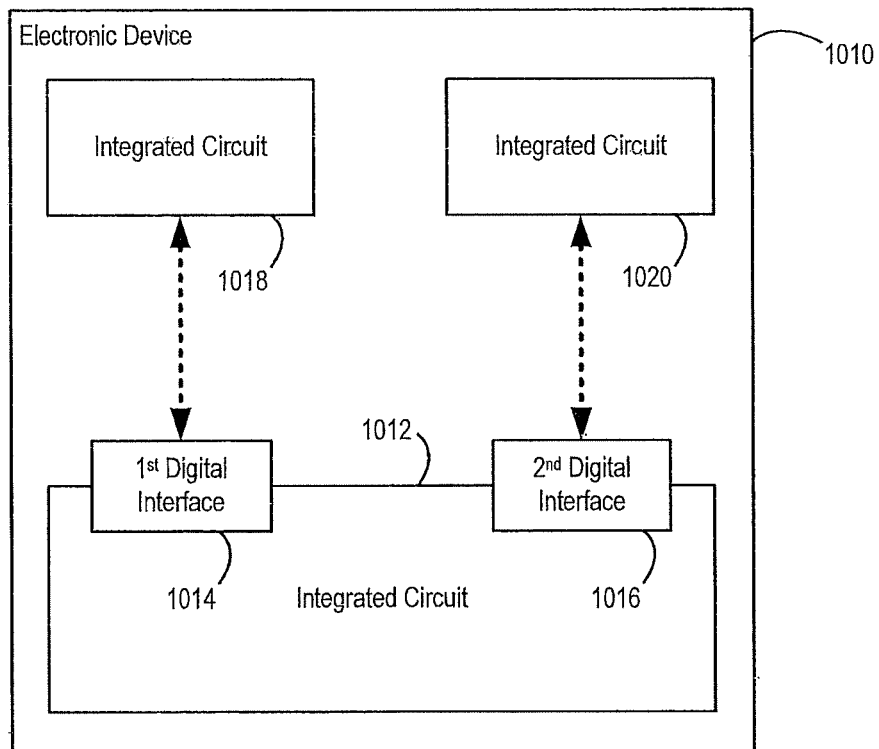 Electronic Device
1010
Integrated Circuit
Integrated Circuit
1018
1020
1012
1st Digital
Interface
2nd Digital
Interface
1014
Integrated Circuit
1016